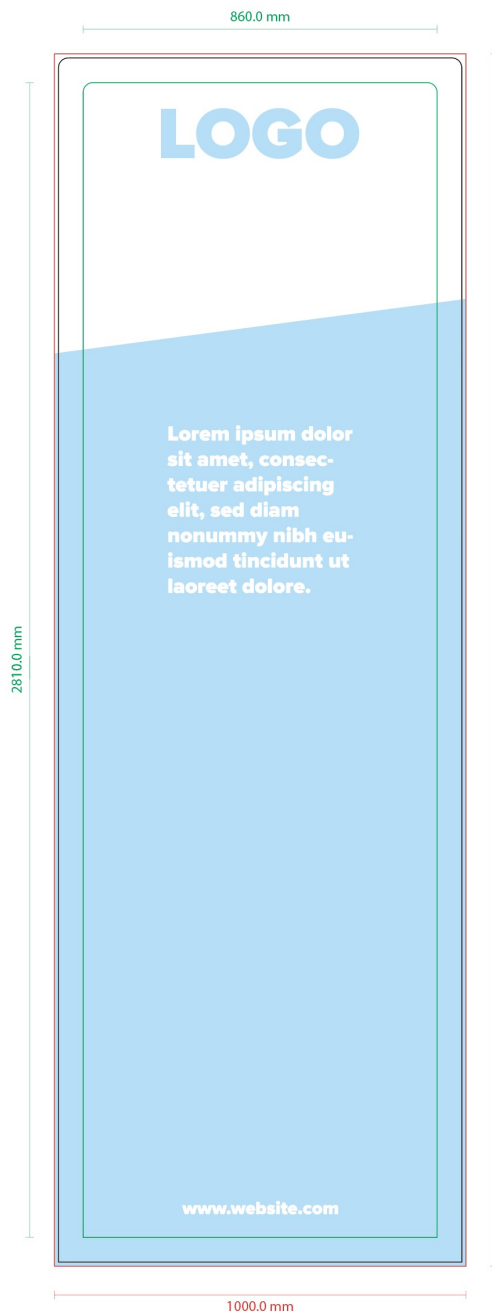 860.0 mm
LOGO
Lorem ipsum dolor
sit amet, consec-
tetuer adipiscing
elit, sed diam
nonummy nibh eu-
ismod tincidunt ut
laoreet dolore.
2810.0 mm
www.website.com
1000.0 mm